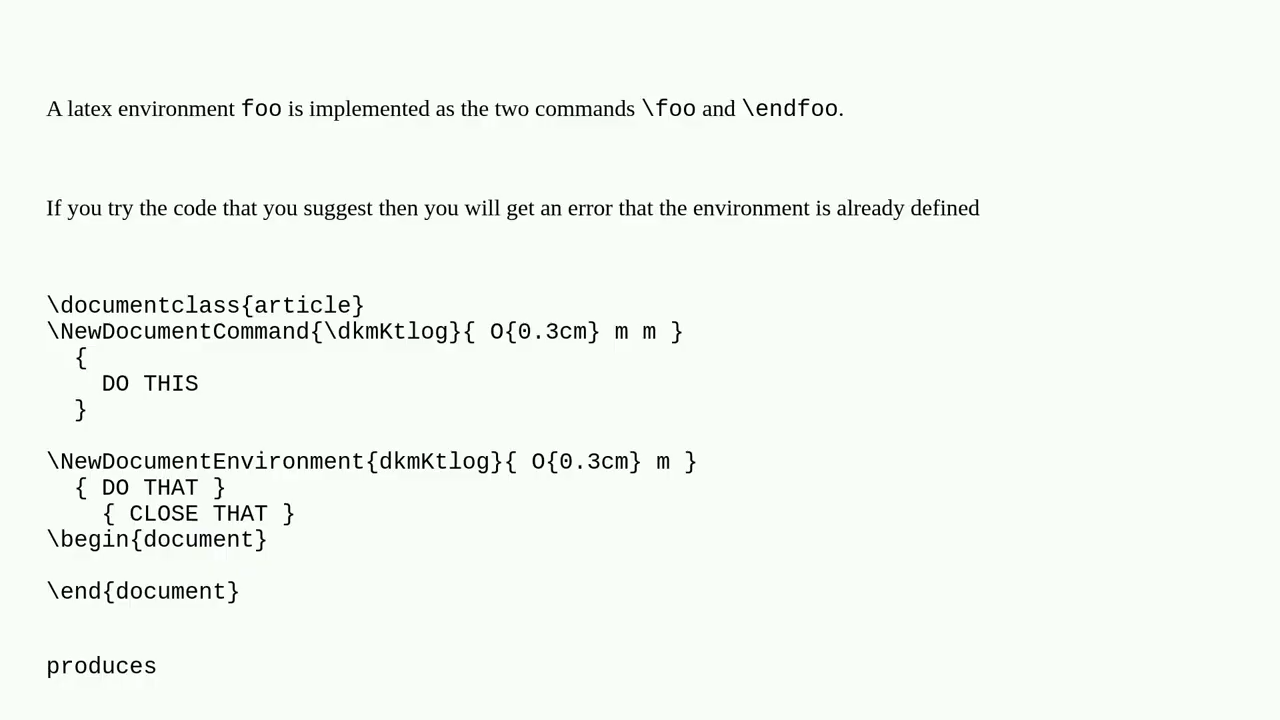 A latex environment foo is implemented as the two commands \foo and \endfoo.
If you try the code that you suggest then you will get an error that the environment is already defined
\documentclass{article}
\NewDocumentCommand{\dkmKtlog}{ O{0.3cm} m m }
  {
    DO THIS
  }
\NewDocumentEnvironment{dkmKtlog}{ O{0.3cm} m }
  { DO THAT }
    { CLOSE THAT }
\begin{document}
\end{document}
produces